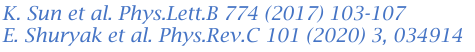 K. Sun et al. Phys.Lett.B 774 (2017) 103-107
E. Shuryak et al. Phys.Rev.C 101 (2020) 3, 034914